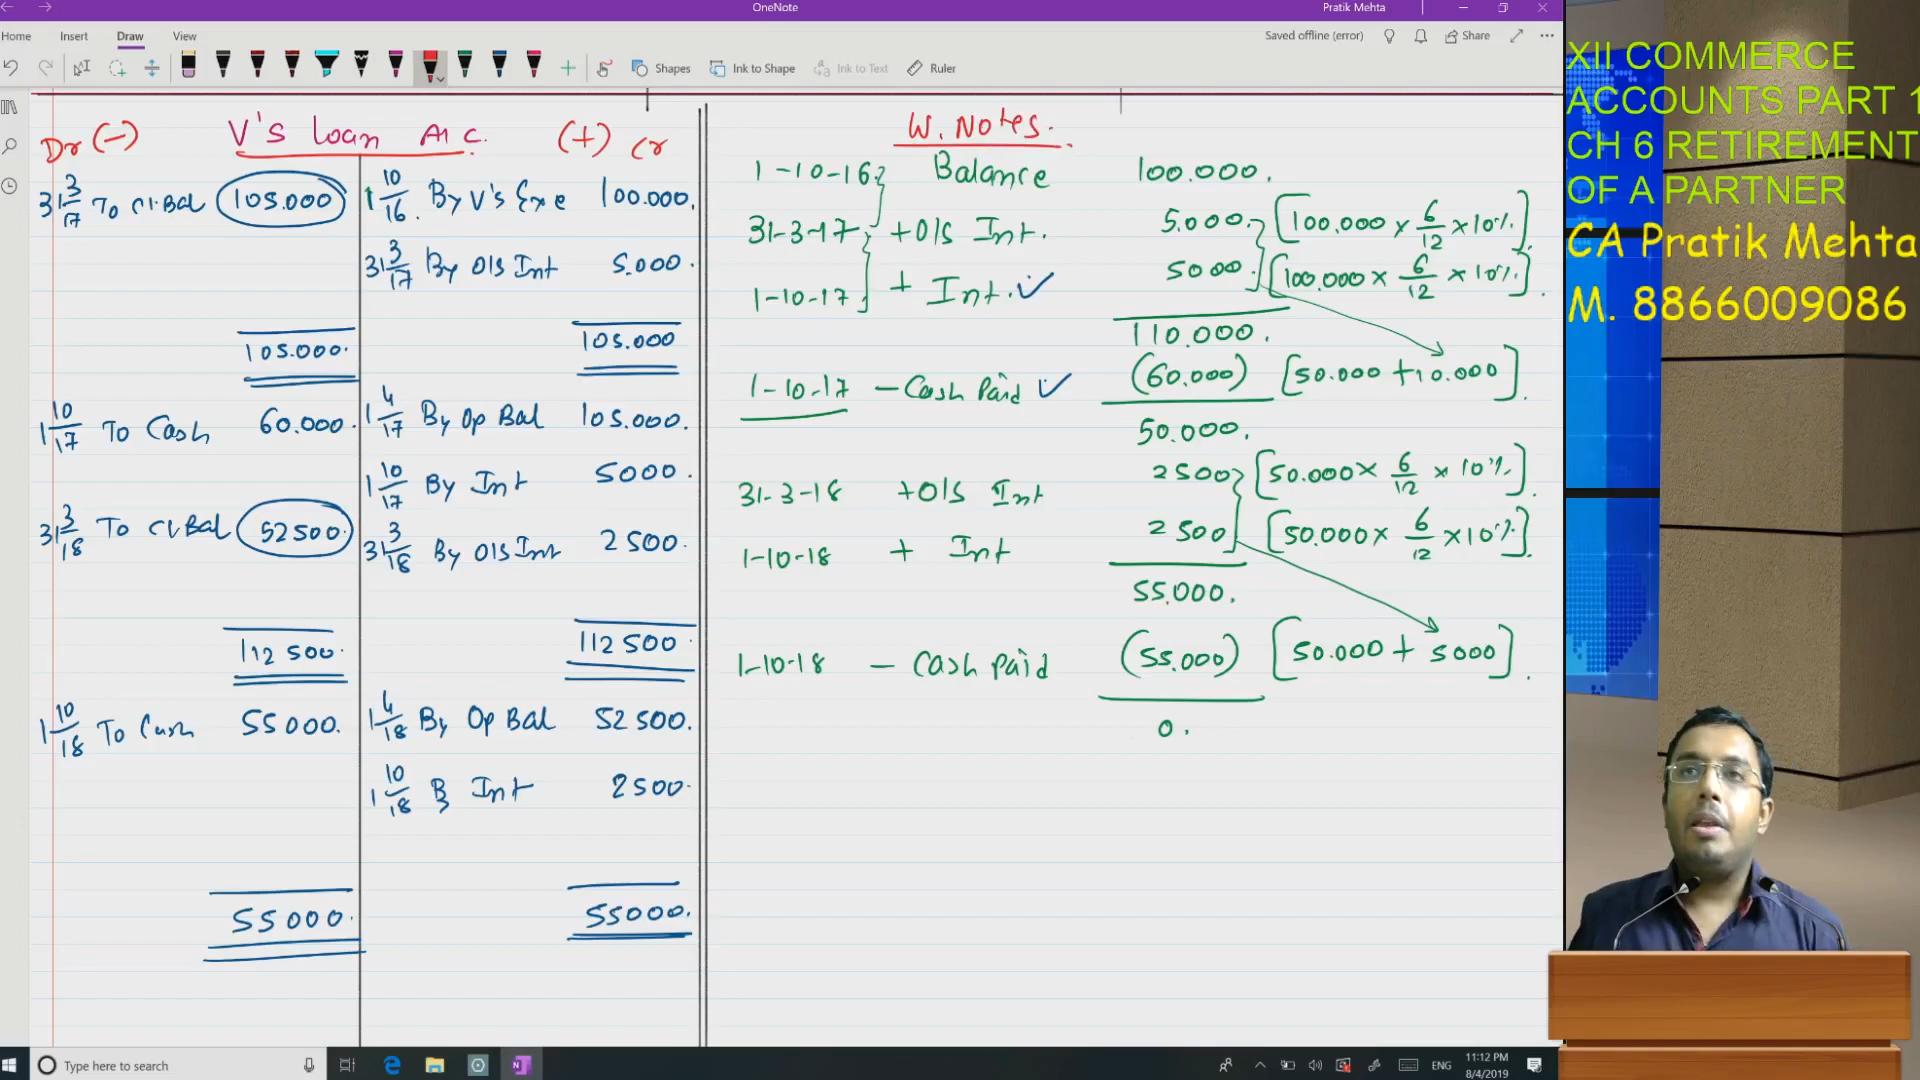 OneNote
Pratik Mehta
Home Insert Draw View
Saved offline (error)
Share
Shapes
Ink to Shape
Ink to Text
Ruler
Dr (-) V's Loan A/c. (+) Cr
31 3/17 To Cl.Bal 105.000 1 10/16. By V's Exe 100.000.
31 3/17 By O/S Int 5.000.
105.000. 105.000
1 10/17 To Cash 60.000. 1 4/17 By Op Bal 105.000.
1 10/17 By Int 5000.
31 3/18 To Cl.Bal 52500. 31 3/18 By O/S Int 2500.
112500. 112500.
1 10/18 To Cash 55000. 1 4/18 By Op Bal 52500.
1 10/18 By Int 2500.
55000. 55000.
W. Notes.
1-10-16 Balance 100.000.
31-3-17 +O/S Int. 5.000. [100.000 x 6/12 x 10%].
1-10-17 + Int. ✓ 5000. [100.000 x 6/12 x 10%].
110.000.
1-10-17 - Cash Paid ✓ (60.000) [50.000 + 10.000].
50.000.
31-3-18 +O/S Int 2500 [50.000 x 6/12 x 10%].
1-10-18 + Int 2500 [50.000 x 6/12 x 10%].
55.000.
1-10-18 - Cash Paid (55.000) [50.000 + 5000].
0.
XII COMMERCE
ACCOUNTS PART 1
CH 6 RETIREMENT
OF A PARTNER
CA Pratik Mehta
M. 8866009086
Type here to search
ENG
11:12 PM
8/4/2019